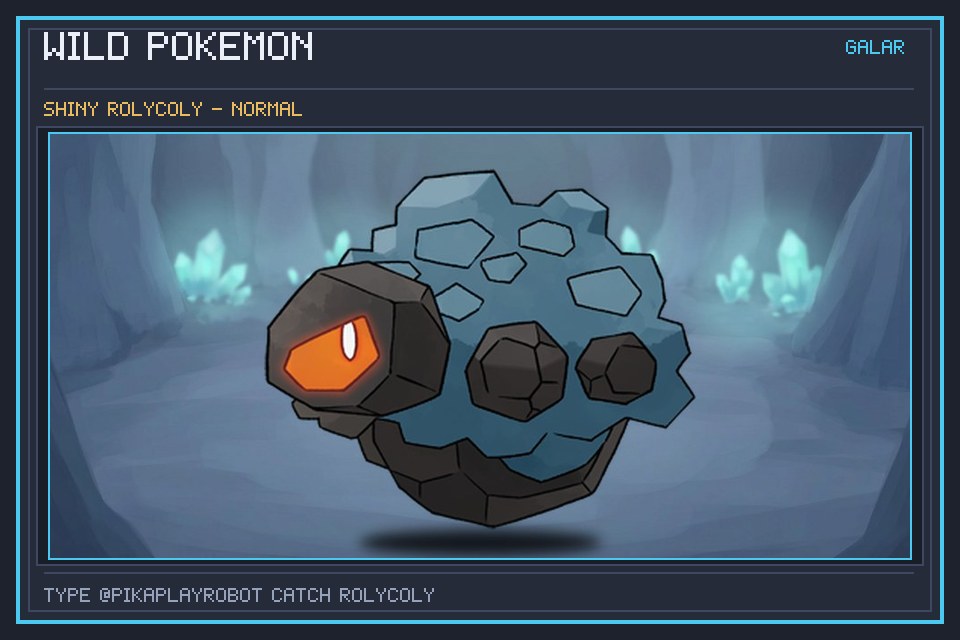 WILD POKEMON
GALAR
SHINY ROLYCOLY - NORMAL
TYPE @PIKAPLAYROBOT CATCH ROLYCOLY